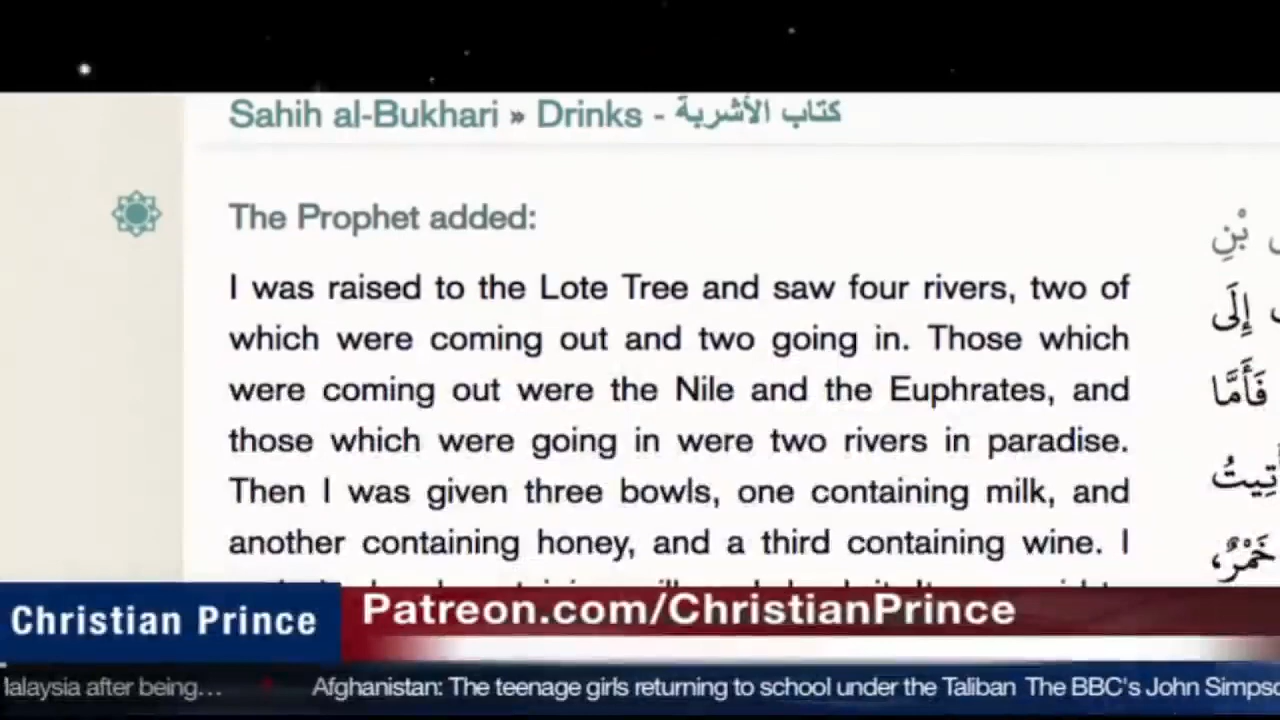 Sahih al-Bukhari » Drinks - كتاب الأشربة
The Prophet added:
I was raised to the Lote Tree and saw four rivers, two of
which were coming out and two going in. Those which
were coming out were the Nile and the Euphrates, and
those which were going in were two rivers in paradise.
Then I was given three bowls, one containing milk, and
another containing honey, and a third containing wine. I
بْنِ
إِلَى
فَأَمَّا
خَمْرٌ،
Christian Prince
Patreon.com/ChristianPrince
after being...
Afghanistan: The teenage girls returning to school under the Taliban The BBC's John